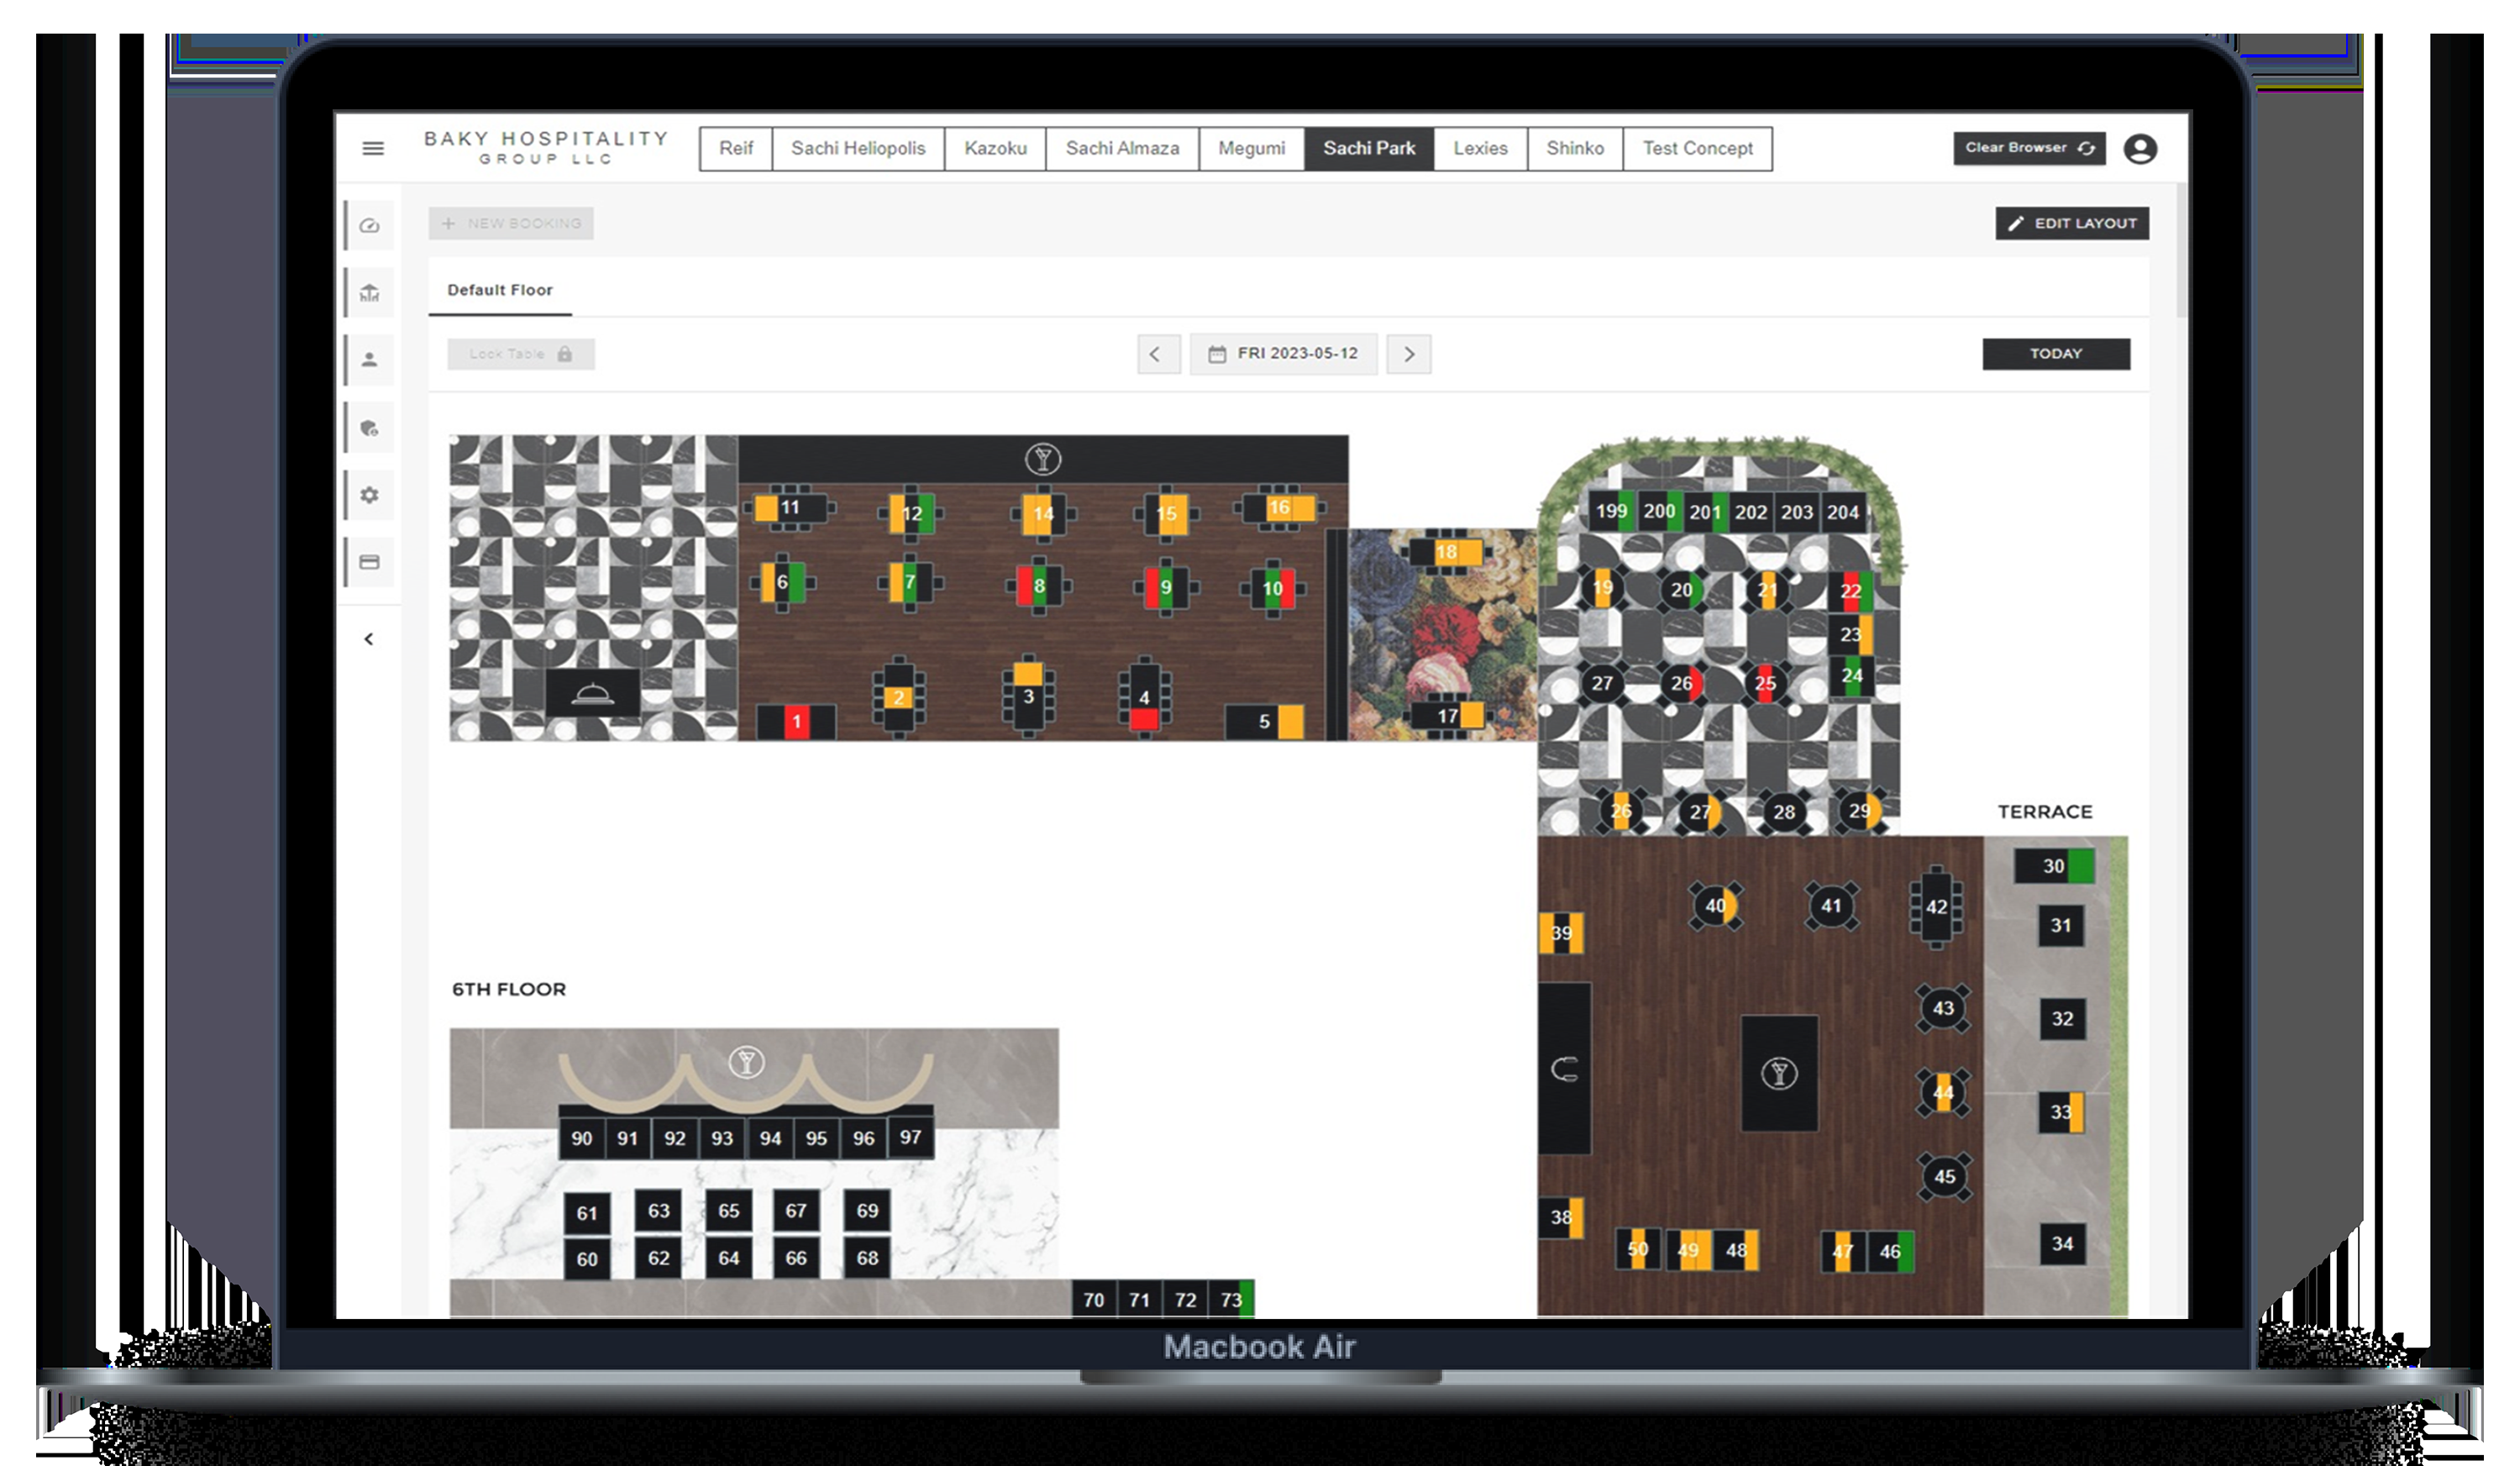 BAKY HOSPITALITY
GROUP LLC
Reif
Sachi Heliopolis
Kazoku
Sachi Almaza
Megumi
Sachi Park
Lexies
Shinko
Test Concept
Clear Browser
+ NEW BOOKING
EDIT LAYOUT
Default Floor
Lock Table
FRI 2023-05-12
TODAY
11 12 14 15 16
6 7 8 9 10
1 2 3 4 5
18
17
199 200 201 202 203 204
19 20 21 22
23
27 26 25 24
26 27 28 29
TERRACE
30
40 41 42
31
39
43 32
44 33
45
38
50 49 48 47 46
34
6TH FLOOR
90 91 92 93 94 95 96 97
61 63 65 67 69
60 62 64 66 68
70 71 72 73
Macbook Air